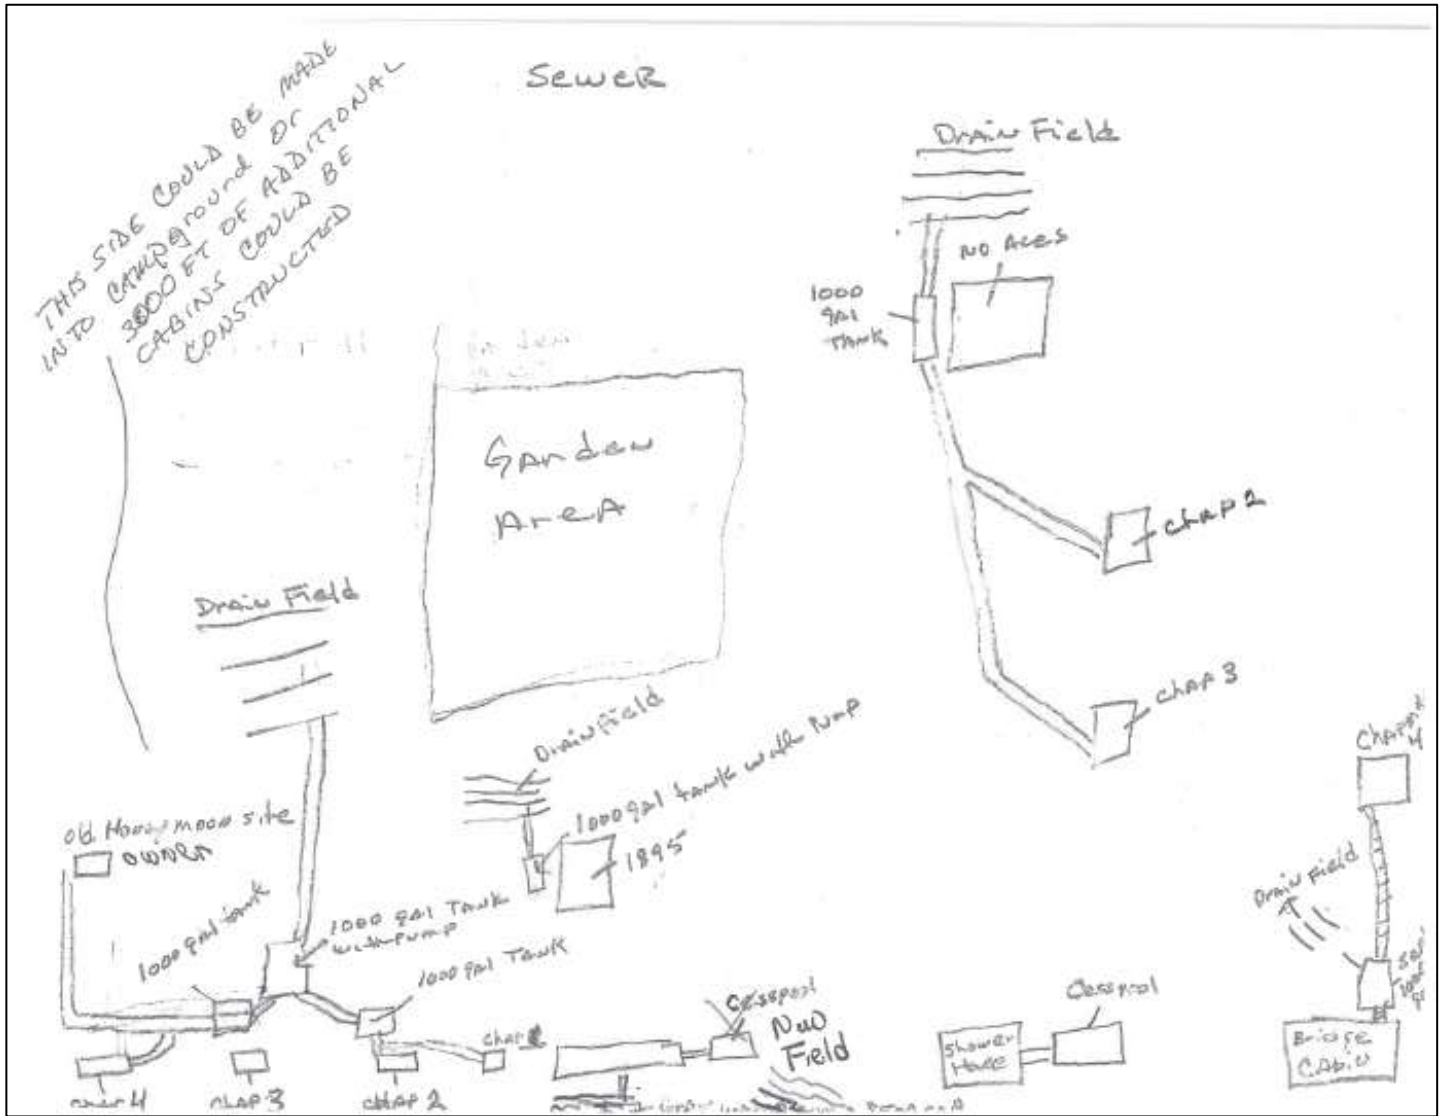 Sewer
THIS SIDE COULD BE MADE
INTO CAMPground Or
3000 FT OF ADDITIONAL
CABINS COULD BE
CONSTRUCTED
Drain Field
NO ACES
1000
gal
TANK
Garden
Area
chap 2
chap 3
Drain Field
Drainfield
1000 gal tank with
1895
old Honeymoon site
owner
1000 gal tank
1000 gal TANK
with pump
1000 gal TANK
chap
4
chap 3
chap 2
Cesspool
Field
Shower
House
Cesspool
4
Drain Field
Bridge
Cabin